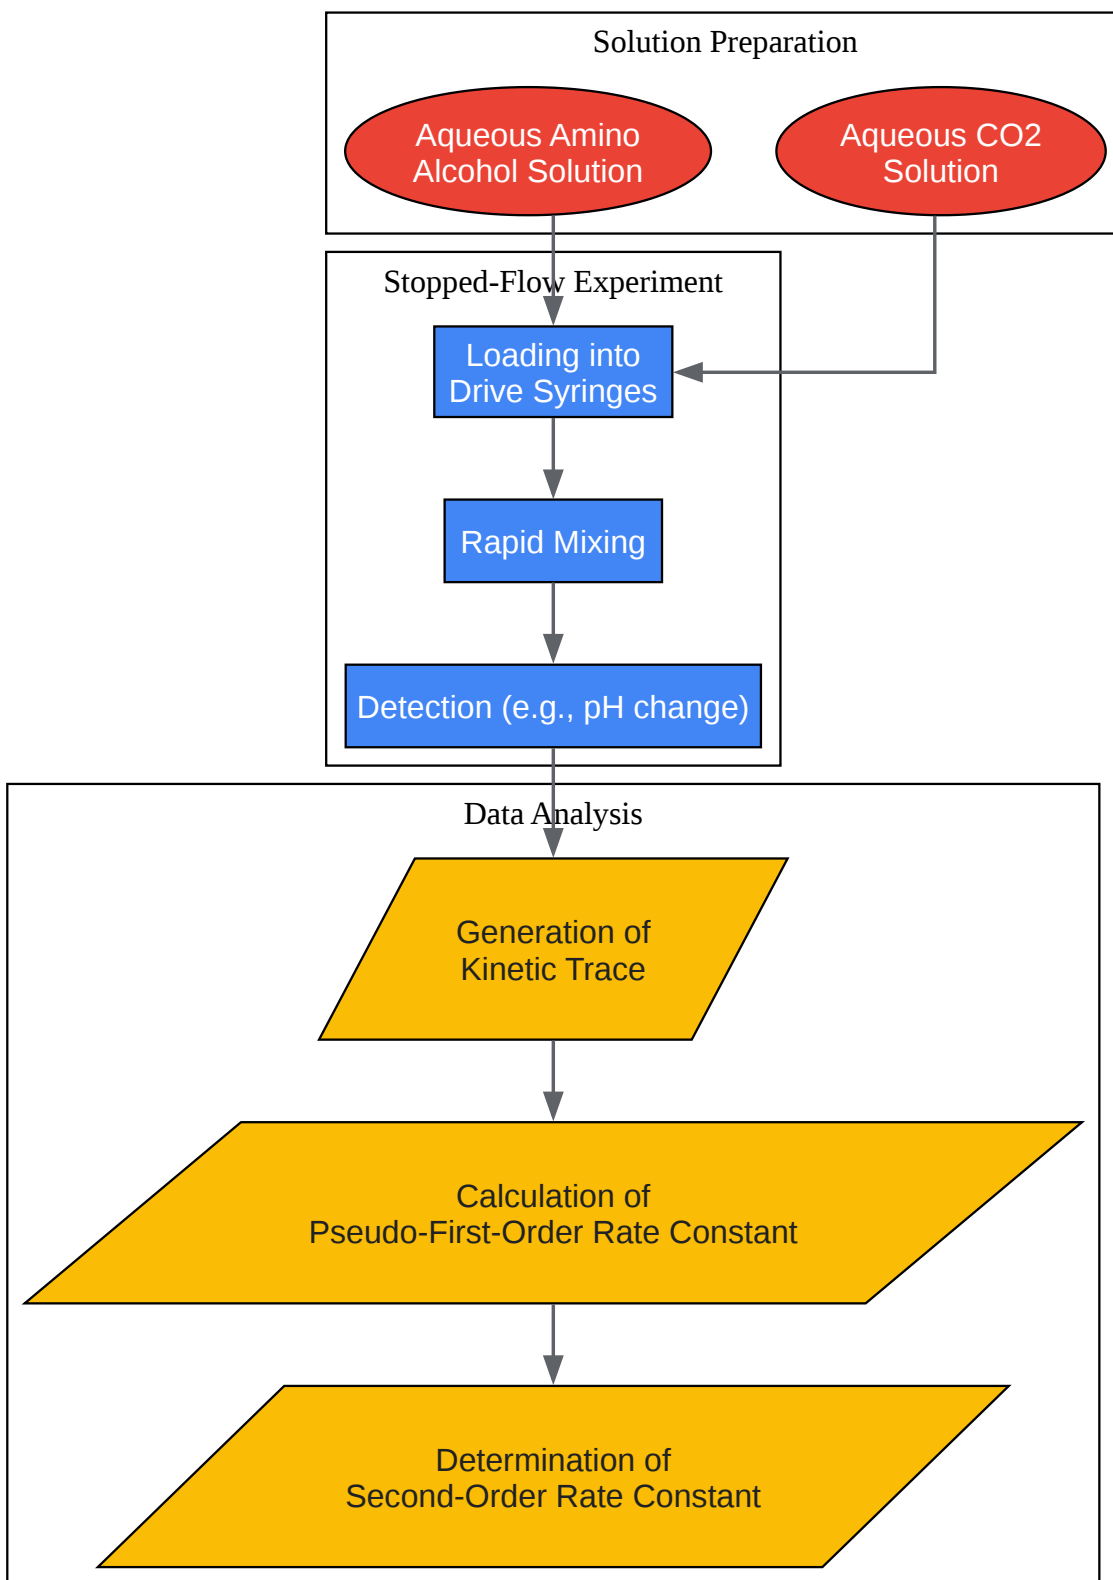 Solution Preparation
Aqueous Amino
Alcohol Solution
Aqueous CO2
Solution
Stopped-Flow Experiment
Loading into
Drive Syringes
Rapid Mixing
Detection (e.g., pH change)
Data Analysis
Generation of
Kinetic Trace
Calculation of
Pseudo-First-Order Rate Constant
Determination of
Second-Order Rate Constant